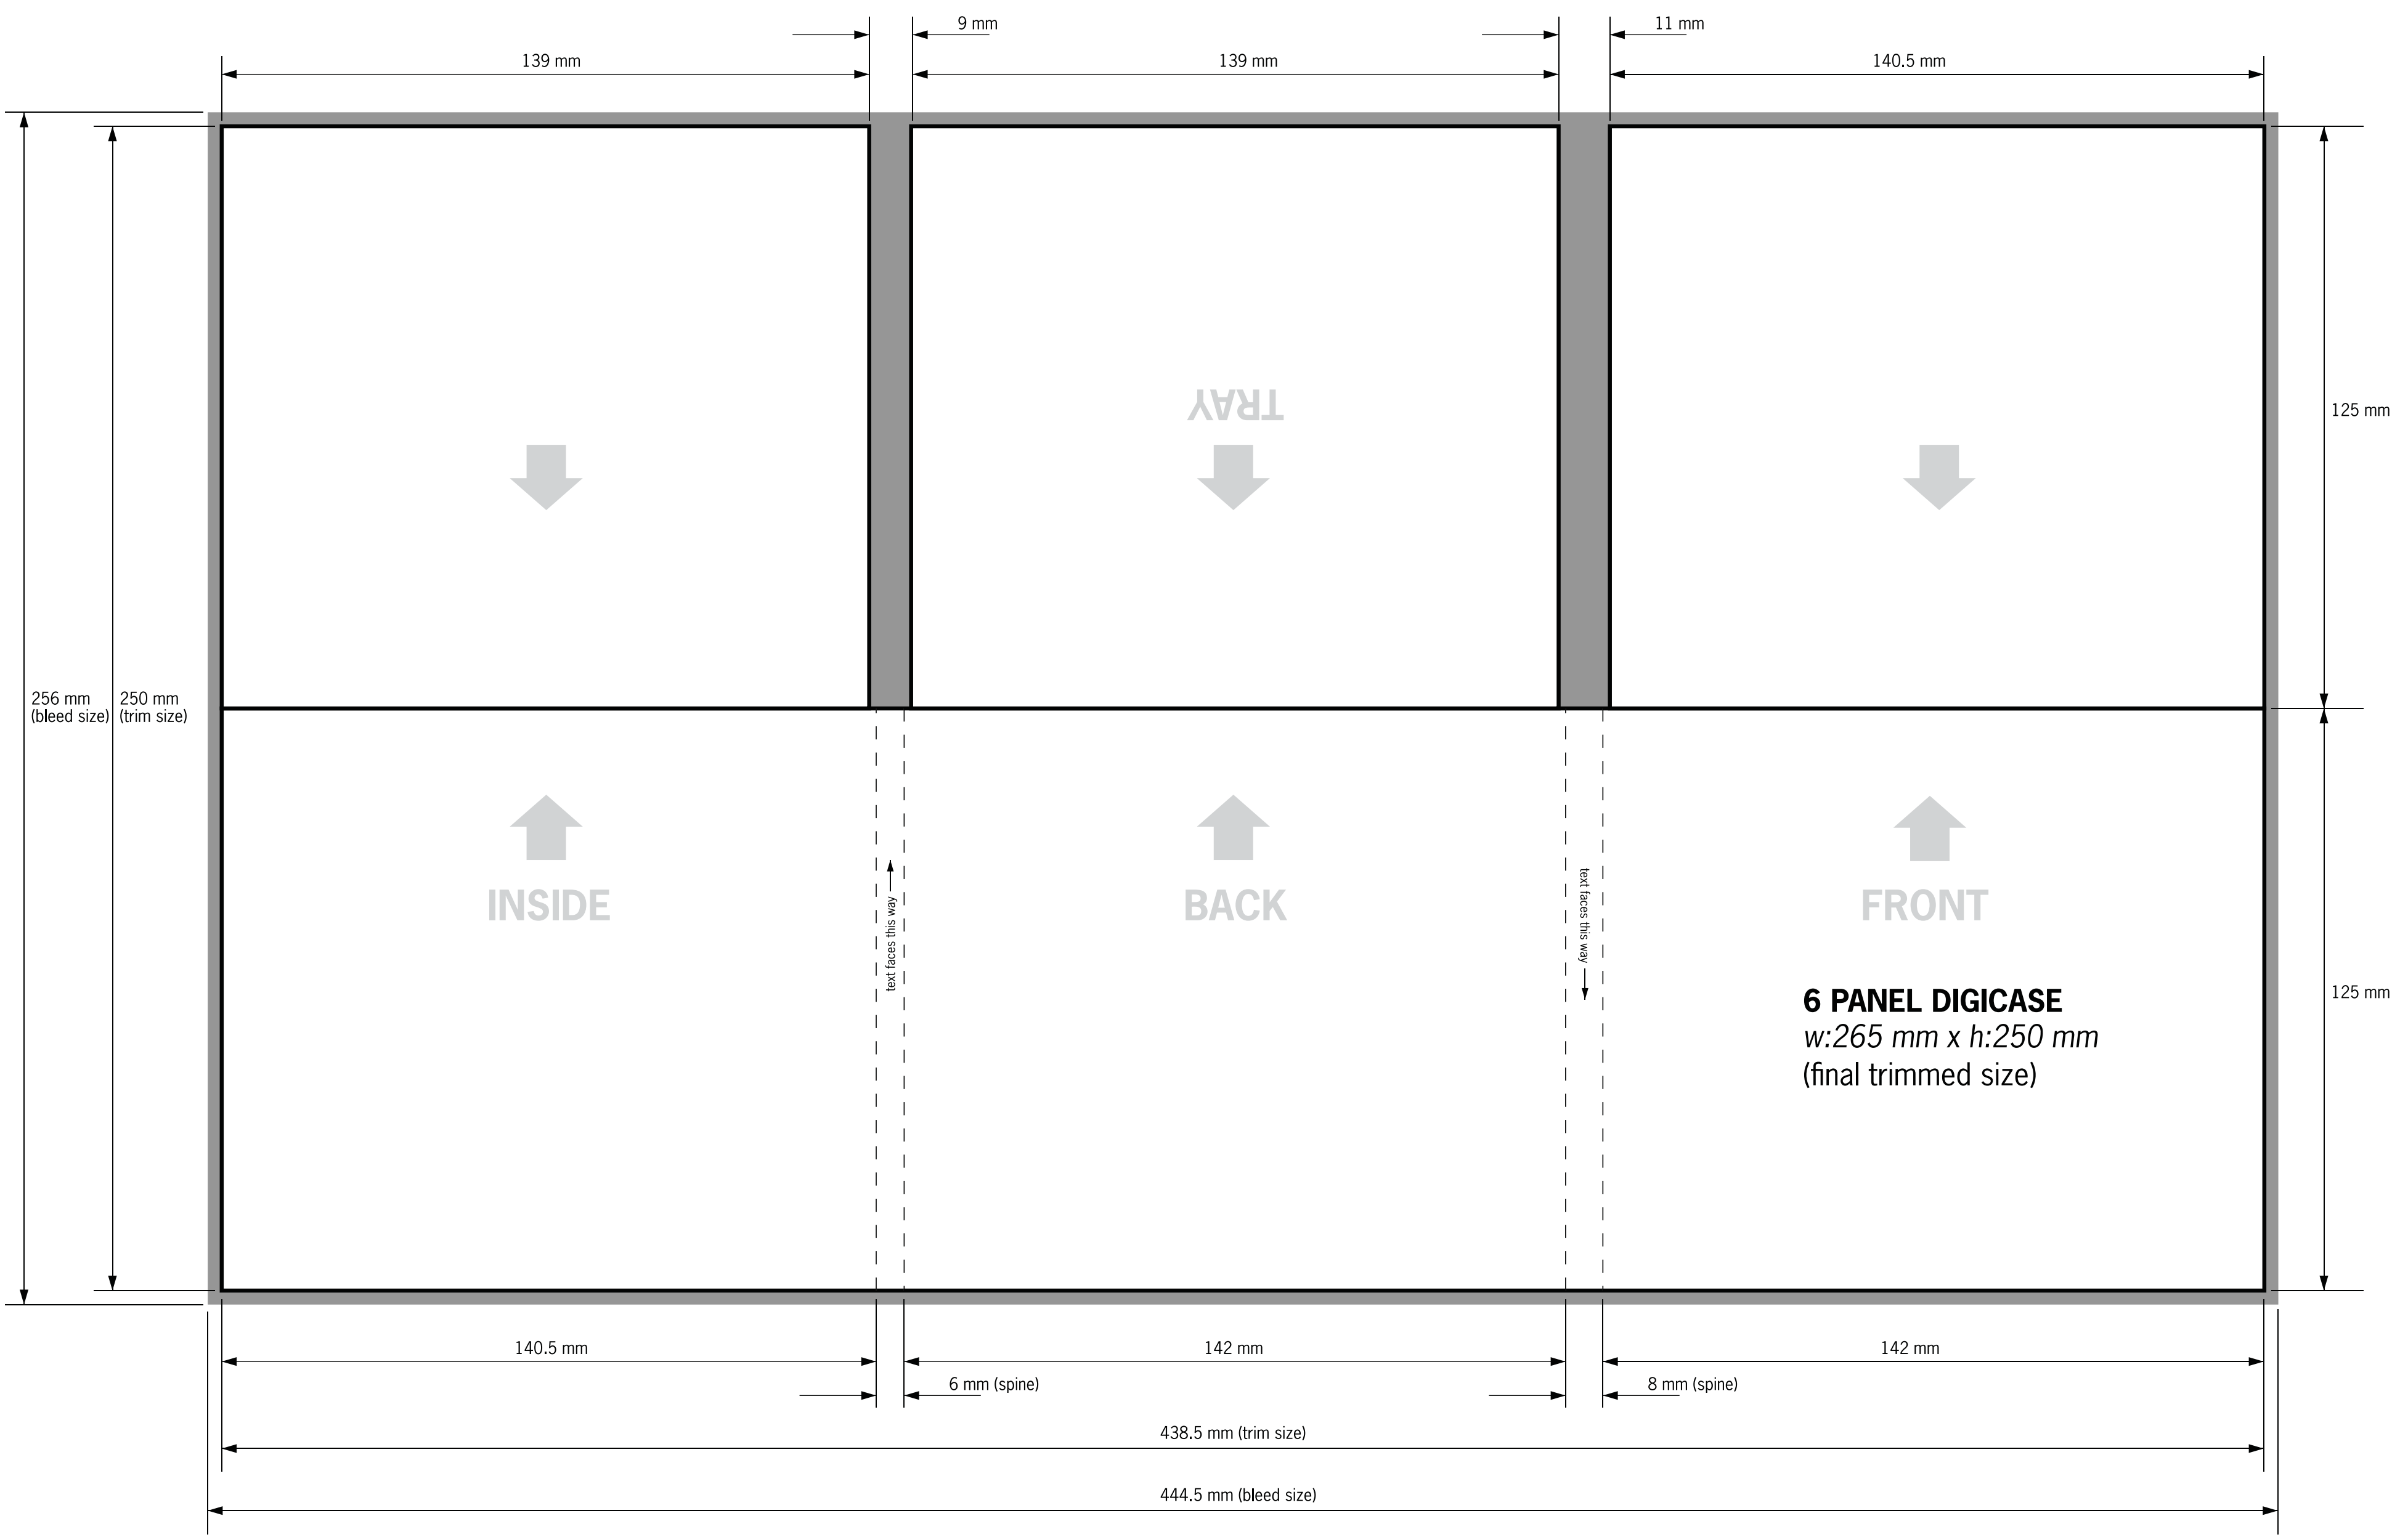 9 mm
11 mm
139 mm
139 mm
140.5 mm
TRAY
125 mm
256 mm
(bleed size)
250 mm
(trim size)
INSIDE
text faces this way
BACK
text faces this way
FRONT
125 mm
6 PANEL DIGICASE
w:265 mm x h:250 mm
(final trimmed size)
140.5 mm
142 mm
142 mm
6 mm (spine)
8 mm (spine)
438.5 mm (trim size)
444.5 mm (bleed size)